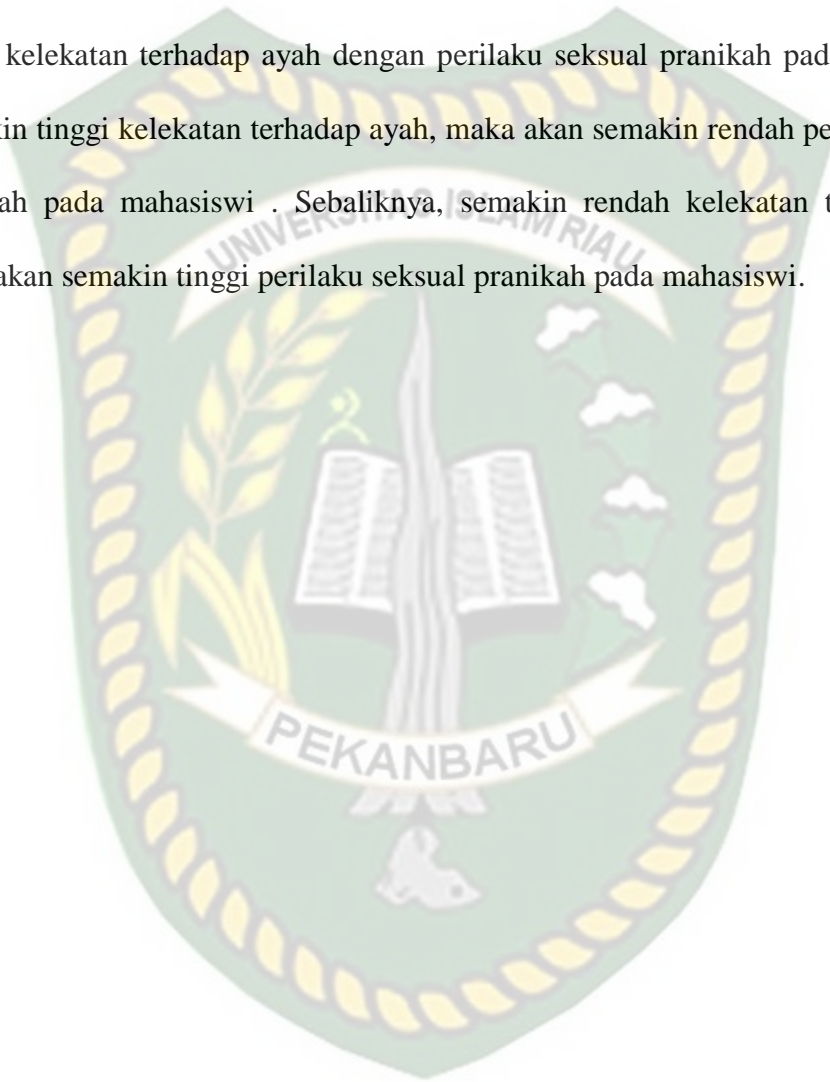 kelekatan terhadap ayah dengan perilaku seksual pranikah pad
kin tinggi kelekatan terhadap ayah, maka akan semakin rendah pe
ah pada mahasiswi . Sebaliknya, semakin rendah kelekatan t
akan semakin tinggi perilaku seksual pranikah pada mahasiswi.
UNIVERSITAS ISLAM RIAU
PEKANBARU